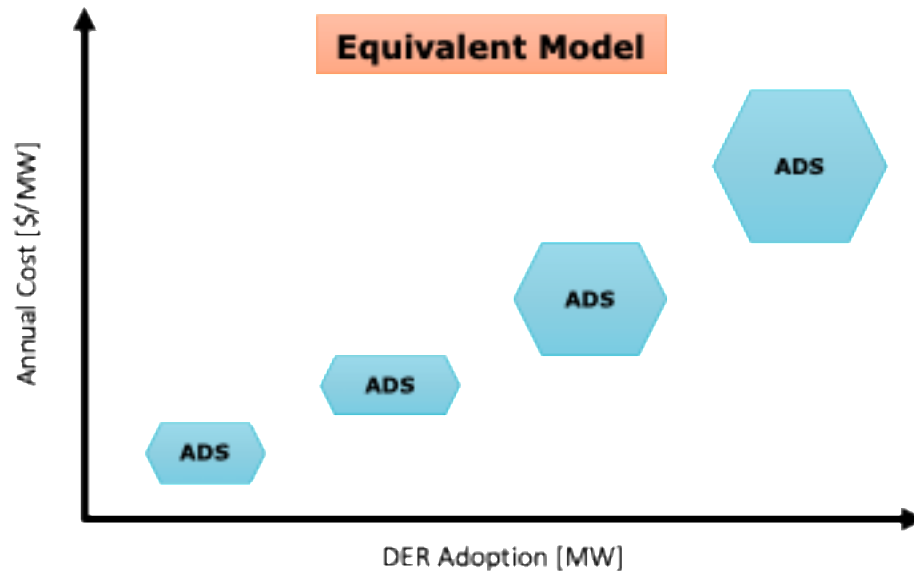 Equivalent Model
ADS
ADS
ADS
ADS
Annual Cost [$/MW]
DER Adoption [MW]